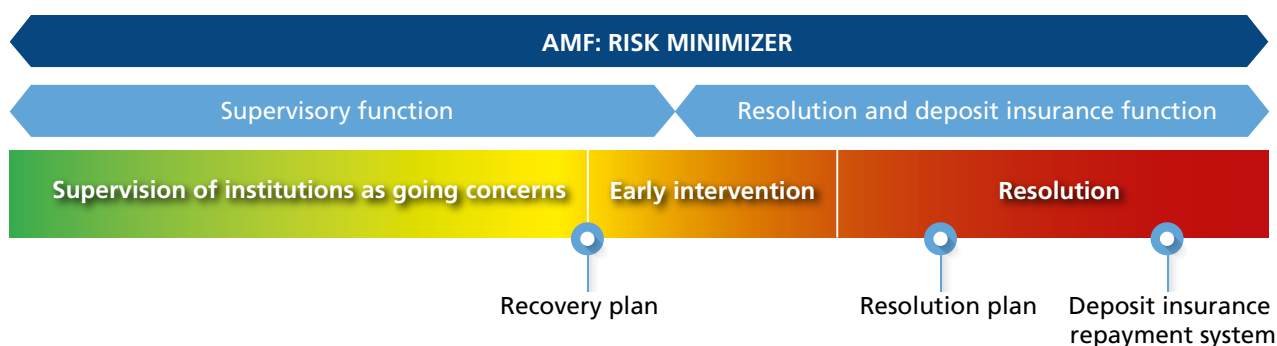 AMF: RISK MINIMIZER
Supervisory function
Resolution and deposit insurance function
Supervision of institutions as going concerns
Early intervention
Resolution
Recovery plan
Resolution plan
Deposit insurance
repayment system